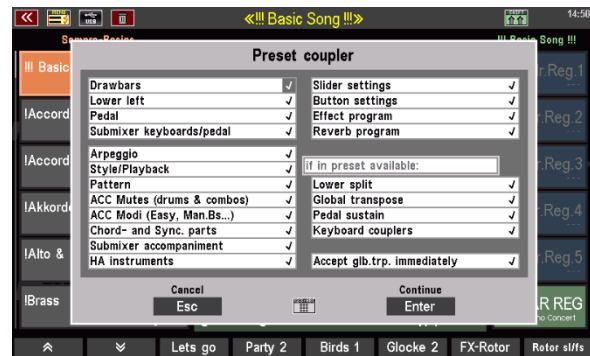 USB
«!!! Basic Song !!!»
14:50
Preset coupler
!!! Basic
!Accord
!Accord
!Akkord
!Alto &
!Brass
Drawbars
Lower left
Pedal
Submixer keyboards/pedal
Arpeggio
Style/Playback
Pattern
ACC Mutes (drums & combos)
ACC Modi (Easy, Man.Bs...)
Chord- and Sync. parts
Submixer accompaniment
HA instruments
Slider settings
Button settings
Effect program
Reverb program
if in preset available:
Lower split
Global transpose
Pedal sustain
Keyboard couplers
Accept glb.trp. immediately
r.Reg.1
r.Reg.2
r.Reg.3
r.Reg.4
r.Reg.5
AR REG
no Concert
Cancel
Esc
Continue
Enter
Lets go
Party 2
Birds 1
Glocke 2
FX-Rotor
Rotor sl/fs